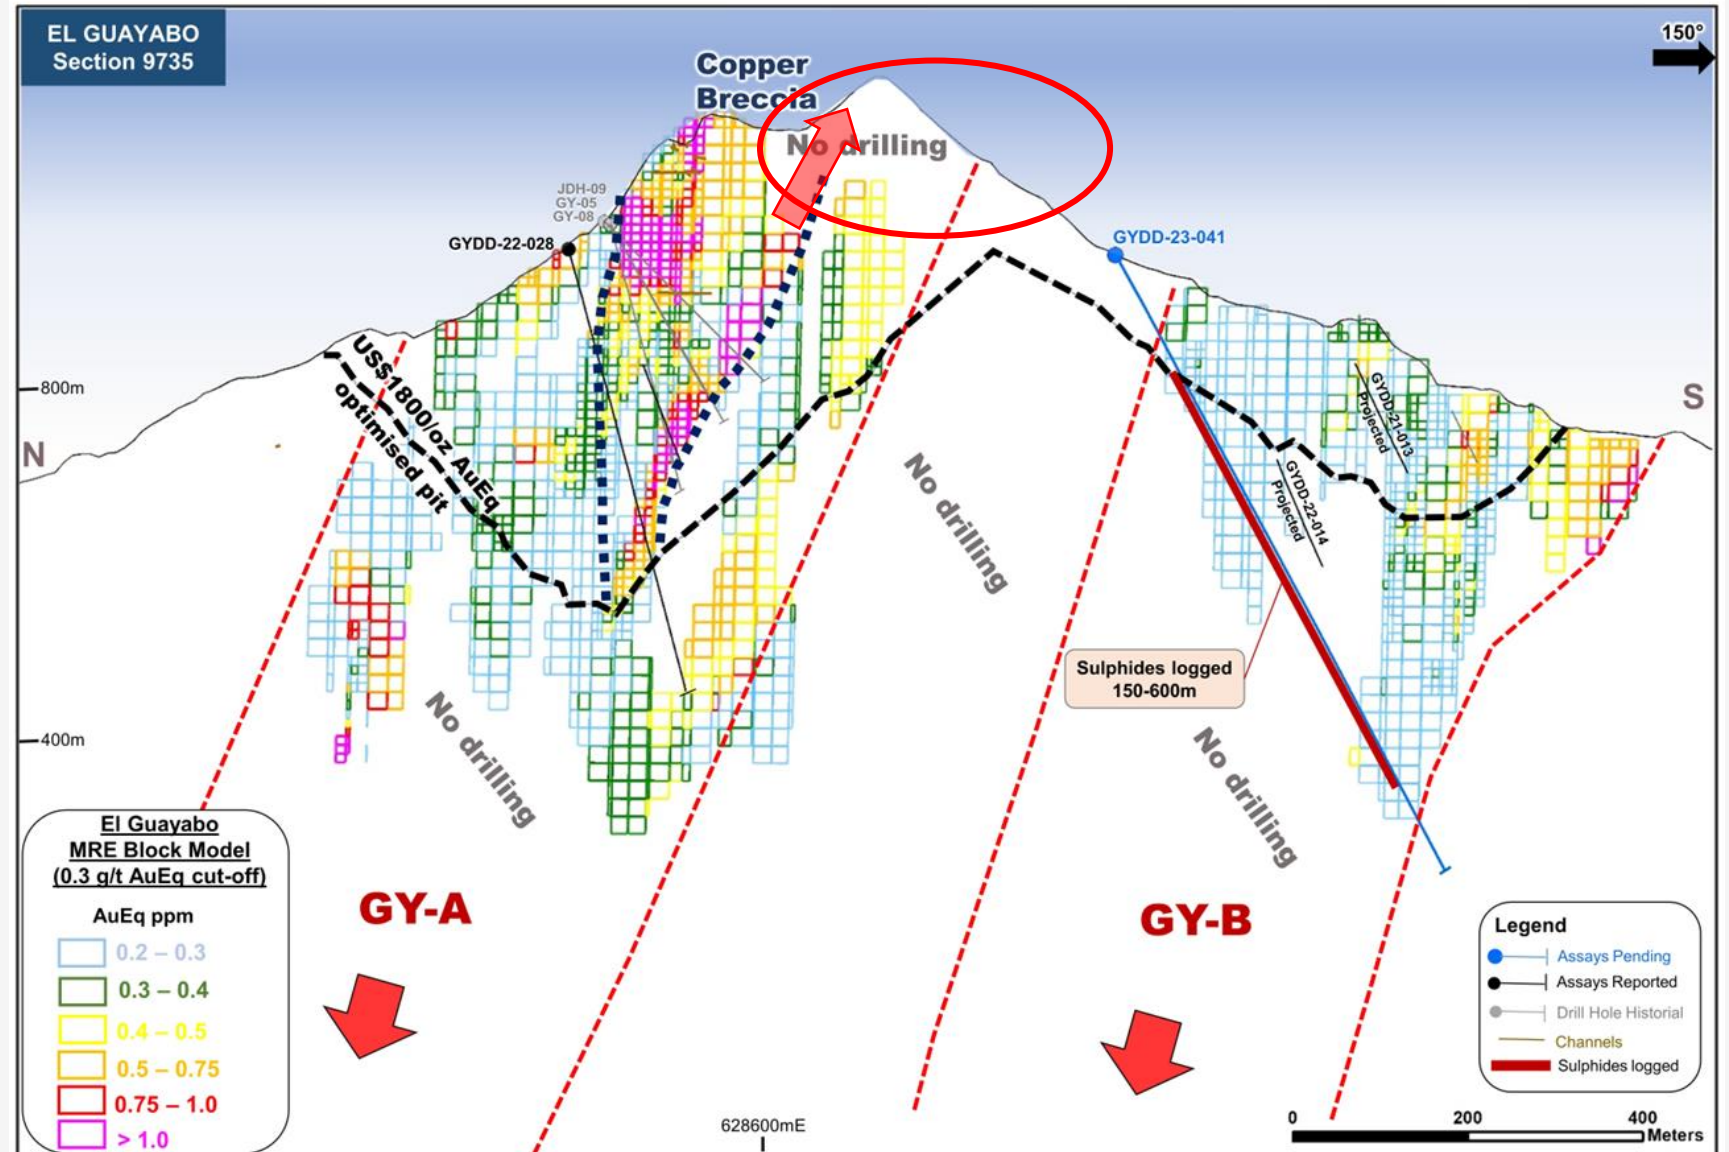 EL GUAYABO
Section 9735
150°
Copper
Breccia
No drilling
JDH-09
GY-05
GY-08
GYDD-22-028
GYDD-23-041
US$1800/oz AuEq
optimised pit
800m
N
S
GYDD-21-013
Projected
GYDD-22-014
Projected
No drilling
Sulphides logged
150-600m
No drilling
No drilling
400m
GY-A
GY-B
El Guayabo
MRE Block Model
(0.3 g/t AuEq cut-off)
AuEq ppm
0.2 – 0.3
0.3 – 0.4
0.4 – 0.5
0.5 – 0.75
0.75 – 1.0
> 1.0
Legend
Assays Pending
Assays Reported
Drill Hole Historial
Channels
Sulphides logged
628600mE
0 200 400
Meters